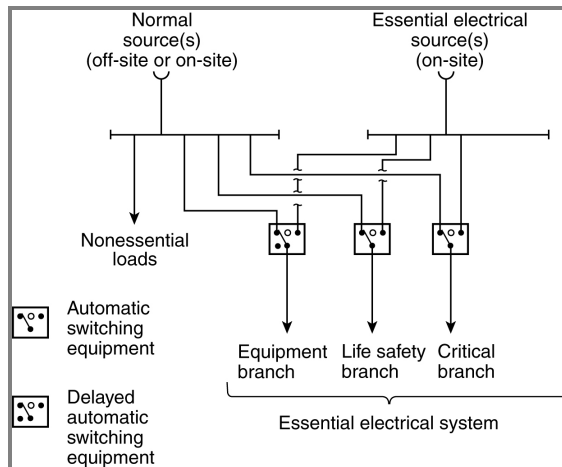 Normal
source(s)
(off-site or on-site)
Essential electrical
source(s)
(on-site)
Nonessential
loads
Automatic
switching
equipment
Equipment
branch
Life safety
branch
Critical
branch
Delayed
automatic
switching
equipment
Essential electrical system